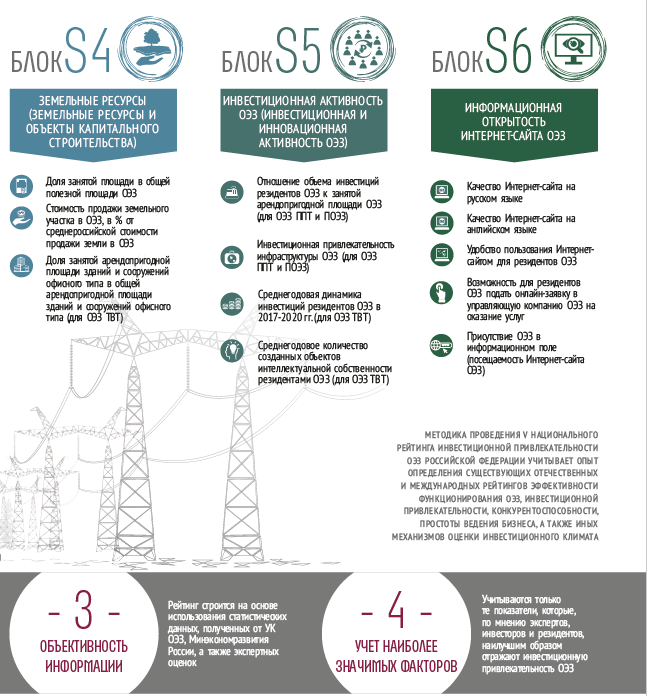 БЛОК S4
ЗЕМЕЛЬНЫЕ РЕСУРСЫ
(ЗЕМЕЛЬНЫЕ РЕСУРСЫ И
ОБЪЕКТЫ КАПИТАЛЬНОГО
СТРОИТЕЛЬСТВА)
Доля занятой площади в общей
полезной площади ОЭЗ
Стоимость продажи земельного
участка в ОЭЗ, в % от
среднероссийской стоимости
продажи земли в ОЭЗ
Доля занятой арендопригодной
площади зданий и сооружений
офисного типа в общей
арендопригодной площади
зданий и сооружений офисного
типа (для ОЭЗ ТВТ)
БЛОК S5
ИНВЕСТИЦИОННАЯ АКТИВНОСТЬ
ОЭЗ (ИНВЕСТИЦИОННАЯ И
ИННОВАЦИОННАЯ
АКТИВНОСТЬ ОЭЗ)
Отношение объема инвестиций
резидентов ОЭЗ к занятой
арендопригодной площади ОЭЗ
(для ОЭЗ ППТ и ПОЭЗ)
Инвестиционная привлекательность
инфраструктуры ОЭЗ (для ОЭЗ
ППТ и ПОЭЗ)
Среднегодовая динамика
инвестиций резидентов ОЭЗ в
2017-2020 гг.(для ОЭЗ ТВТ)
Среднегодовое количество
созданных объектов
интеллектуальной собственности
резидентами ОЭЗ (для ОЭЗ ТВТ)
БЛОК S6
ИНФОРМАЦИОННАЯ
ОТКРЫТОСТЬ
ИНТЕРНЕТ-САЙТА ОЭЗ
Качество Интернет-сайта на
русском языке
Качество Интернет-сайта на
английском языке
Удобство пользования Интернет-
сайтом для резидентов ОЭЗ
Возможность для резидентов
ОЭЗ подать онлайн-заявку в
управляющую компанию ОЭЗ на
оказание услуг
Присутствие ОЭЗ в
информационном поле
(посещаемость Интернет-сайта
ОЭЗ)
МЕТОДИКА ПРОВЕДЕНИЯ V НАЦИОНАЛЬНОГО
РЕЙТИНГА ИНВЕСТИЦИОННОЙ ПРИВЛЕКАТЕЛЬНОСТИ
ОЭЗ РОССИЙСКОЙ ФЕДЕРАЦИИ УЧИТЫВАЕТ ОПЫТ
ОПРЕДЕЛЕНИЯ СУЩЕСТВУЮЩИХ ОТЕЧЕСТВЕННЫХ
И МЕЖДУНАРОДНЫХ РЕЙТИНГОВ ЭФФЕКТИВНОСТИ
ФУНКЦИОНИРОВАНИЯ ОЭЗ, ИНВЕСТИЦИОННОЙ
ПРИВЛЕКАТЕЛЬНОСТИ, КОНКУРЕНТОСПОСОБНОСТИ,
ПРОСТОТЫ ВЕДЕНИЯ БИЗНЕСА, А ТАКЖЕ ИНЫХ
МЕХАНИЗМОВ ОЦЕНКИ ИНВЕСТИЦИОННОГО КЛИМАТА
- 3 -
ОБЪЕКТИВНОСТЬ
ИНФОРМАЦИИ
Рейтинг строится на основе
использования статистических
данных, полученных от УК
ОЭЗ, Минэкономразвития
России, а также экспертных
оценок
- 4 -
УЧЕТ НАИБОЛЕЕ
ЗНАЧИМЫХ ФАКТОРОВ
Учитываются только
те показатели, которые,
по мнению экспертов,
инвесторов и резидентов,
наилучшим образом
отражают инвестиционную
привлекательность ОЭЗ